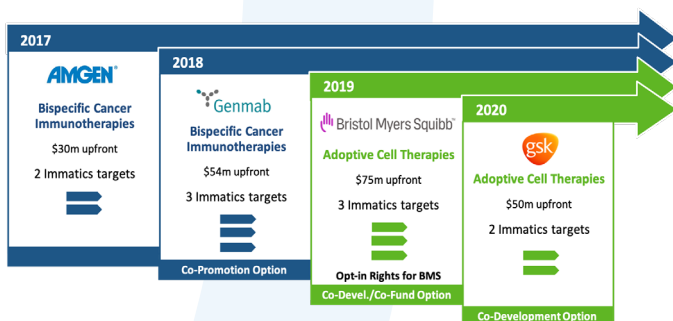 2017
AMGEN®
Bispecific Cancer
Immunotherapies
$30m upfront
2 Immatics targets
2018
Genmab
Bispecific Cancer
Immunotherapies
$54m upfront
3 Immatics targets
Co-Promotion Option
2019
Bristol Myers Squibb™
Adoptive Cell Therapies
$75m upfront
3 Immatics targets
Opt-in Rights for BMS
Co-Devel./Co-Fund Option
2020
gsk
Adoptive Cell Therapies
$50m upfront
2 Immatics targets
Co-Development Option